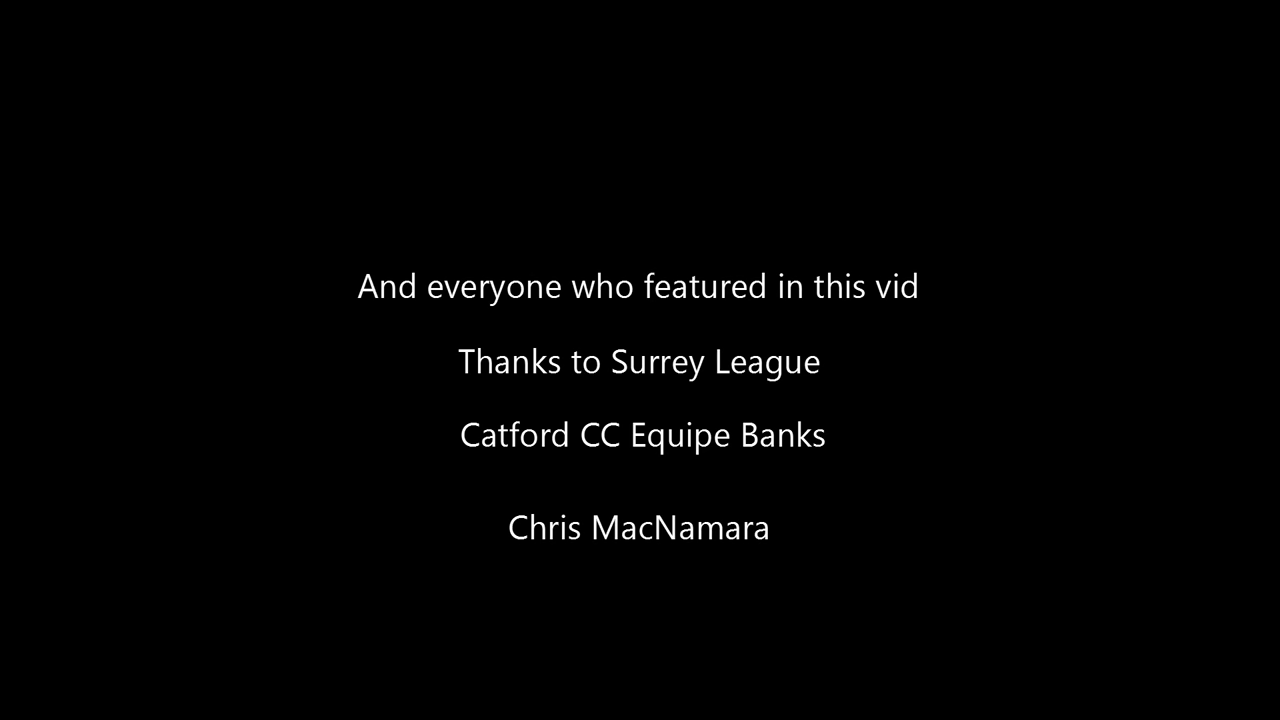 And everyone who featured in this vid
Thanks to Surrey League
Catford CC Equipe Banks
Chris MacNamara